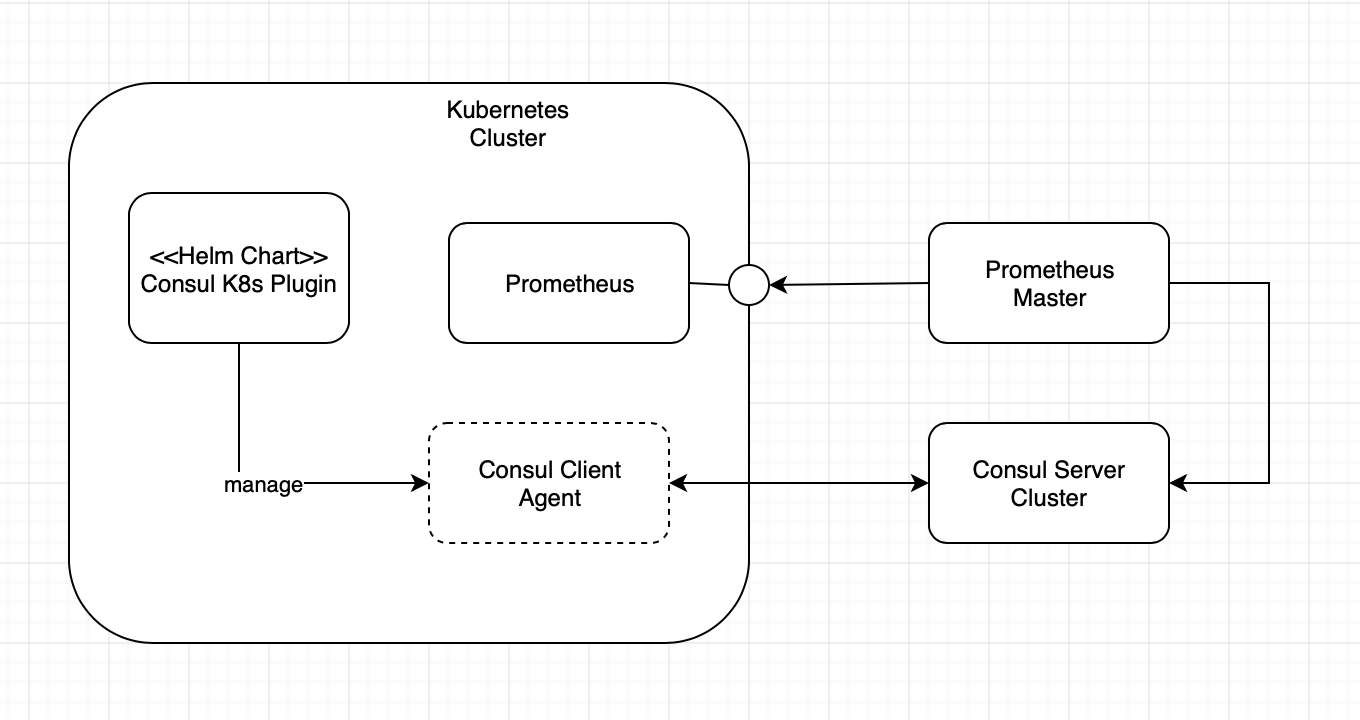 Kubernetes
Cluster
<<Helm Chart>>
Consul K8s Plugin
Prometheus
Prometheus
Master
manage
Consul Client
Agent
Consul Server
Cluster